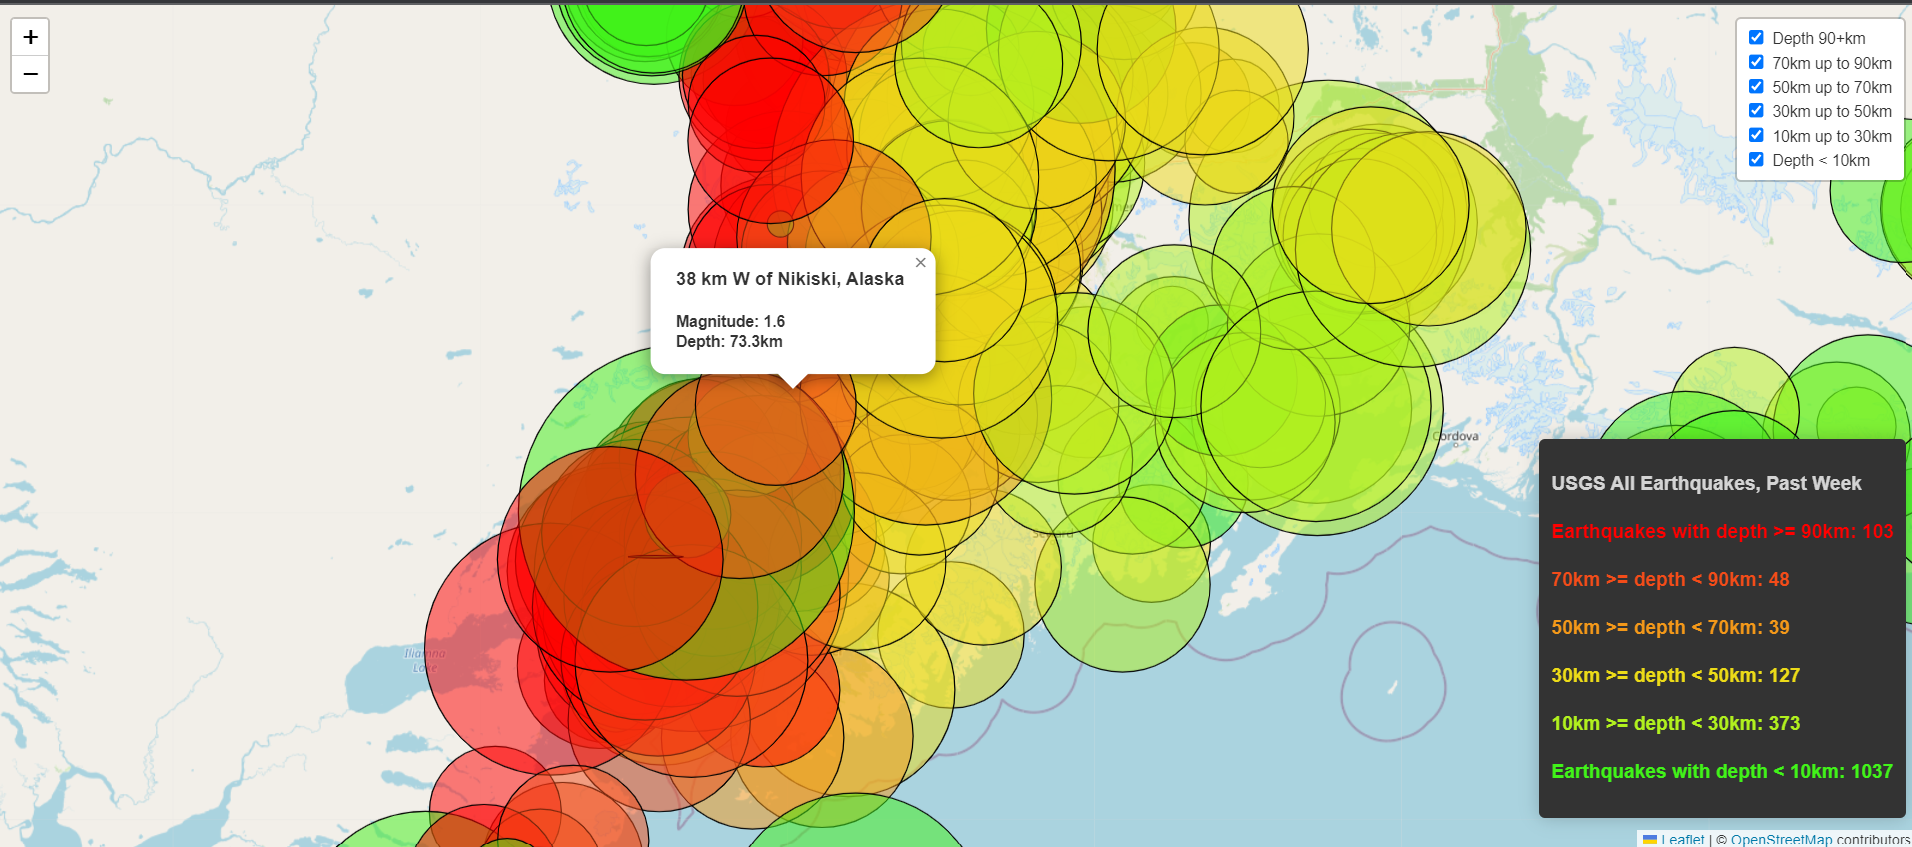 +
−
Depth 90+km
70km up to 90km
50km up to 70km
30km up to 50km
10km up to 30km
Depth < 10km
×
38 km W of Nikiski, Alaska
Magnitude: 1.6
Depth: 73.3km
Cordova
Iliamna
Lake
USGS All Earthquakes, Past Week
Earthquakes with depth >= 90km: 103
70km >= depth < 90km: 48
50km >= depth < 70km: 39
30km >= depth < 50km: 127
10km >= depth < 30km: 373
Earthquakes with depth < 10km: 1037
Leaflet | © OpenStreetMap contributors